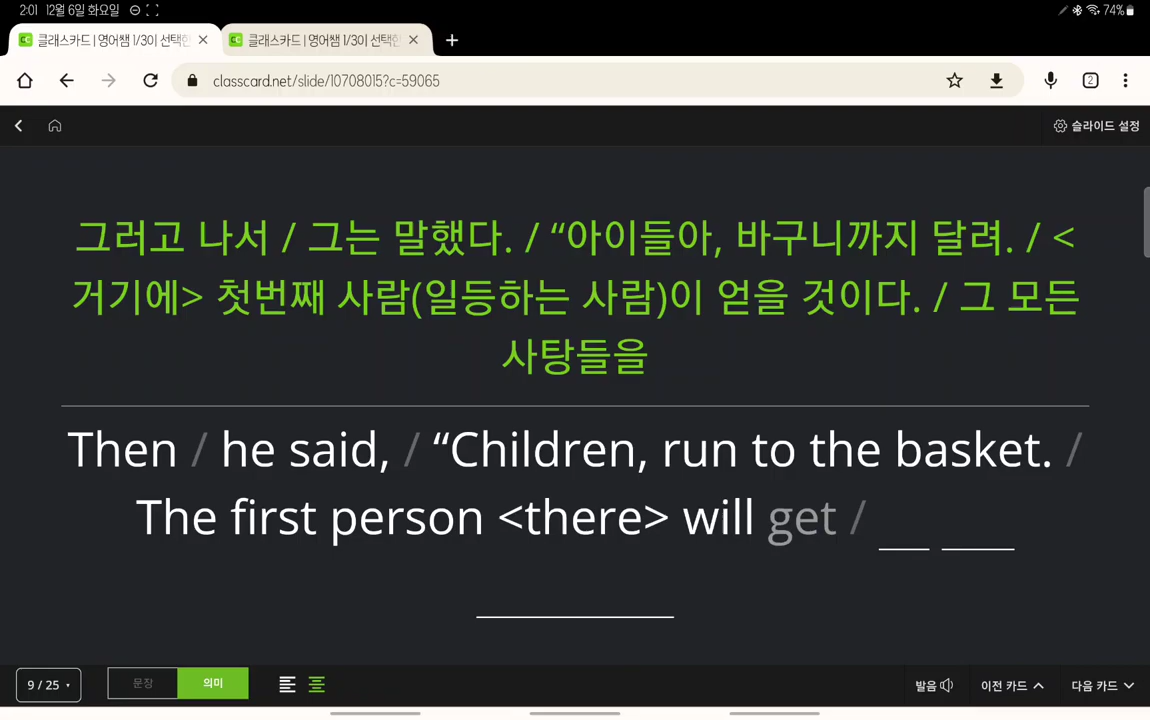 2:01 12월 6일 화요일
74%
클래스카드 | 영어쌤 1/3이 선택한
클래스카드 | 영어쌤 1/3이 선택한
classcard.net/slide/10708015?c=59065
2
슬라이드 설정
그러고 나서 / 그는 말했다. / “아이들아, 바구니까지 달려. / <
거기에> 첫번째 사람(일등하는 사람)이 얻을 것이다. / 그 모든
사탕들을
Then / he said, / “Children, run to the basket. /
The first person <there> will get / ___ ____
___________
9 / 25
문장
의미
발음
이전 카드
다음 카드